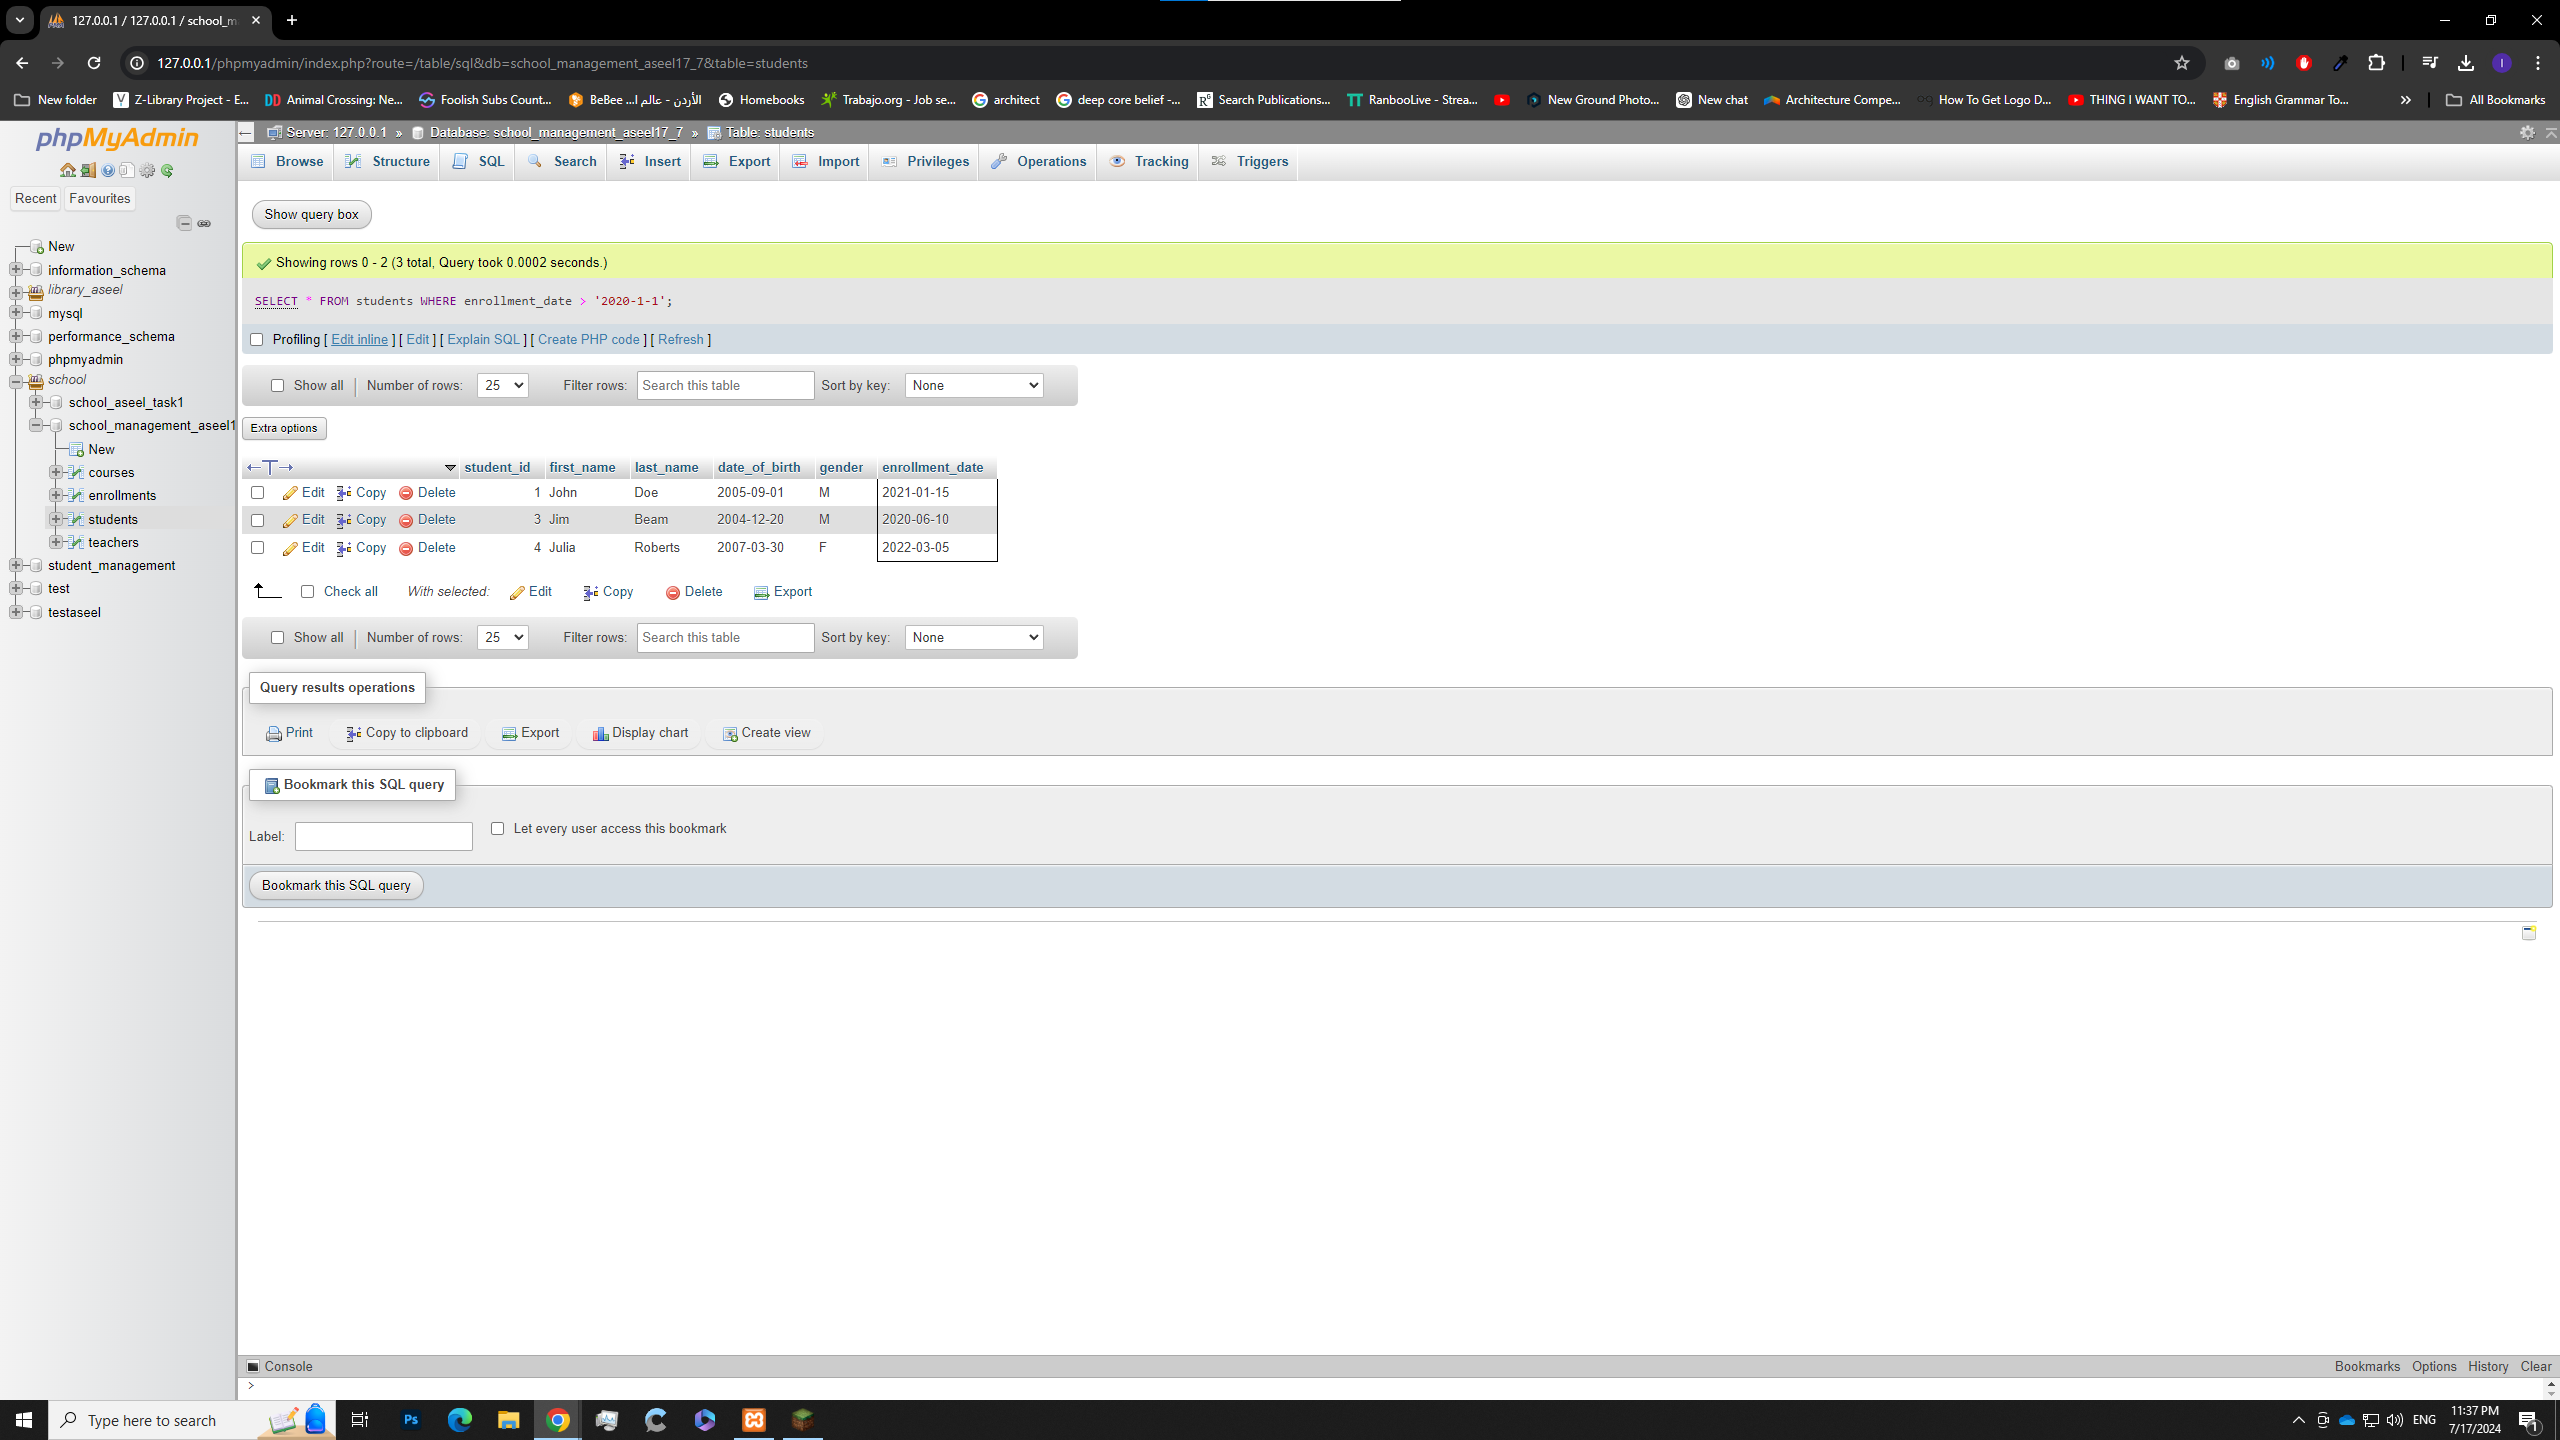 127.0.0.1 / 127.0.0.1 / school_m
127.0.0.1/phpmyadmin/index.php?route=/table/sql&db=school_management_aseel17_7&table=students
New folder
Z-Library Project - E...
Animal Crossing: Ne...
Foolish Subs Count...
BeBee ...الأردن - عالم ا
Homebooks
Trabajo.org - Job se...
architect
deep core belief -...
Search Publications...
RanbooLive - Strea...
New Ground Photo...
New chat
Architecture Compe...
How To Get Logo D...
THING I WANT TO...
English Grammar To...
All Bookmarks
phpMyAdmin
Recent Favourites
New
information_schema
library_aseel
mysql
performance_schema
phpmyadmin
school
school_aseel_task1
school_management_aseel1
New
courses
enrollments
students
teachers
student_management
test
testaseel
Server: 127.0.0.1 » Database: school_management_aseel17_7 » Table: students
Browse Structure SQL Search Insert Export Import Privileges Operations Tracking Triggers
Show query box
Showing rows 0 - 2 (3 total, Query took 0.0002 seconds.)
SELECT * FROM students WHERE enrollment_date > '2020-1-1';
Profiling [ Edit inline ] [ Edit ] [ Explain SQL ] [ Create PHP code ] [ Refresh ]
Show all Number of rows: 25 Filter rows: Search this table Sort by key: None
Extra options
student_id first_name last_name date_of_birth gender enrollment_date
Edit Copy Delete 1 John Doe 2005-09-01 M 2021-01-15
Edit Copy Delete 3 Jim Beam 2004-12-20 M 2020-06-10
Edit Copy Delete 4 Julia Roberts 2007-03-30 F 2022-03-05
Check all With selected: Edit Copy Delete Export
Show all Number of rows: 25 Filter rows: Search this table Sort by key: None
Query results operations
Print Copy to clipboard Export Display chart Create view
Bookmark this SQL query
Label: Let every user access this bookmark
Bookmark this SQL query
Console Bookmarks Options History Clear
>
Type here to search
Ps
ENG
11:37 PM
7/17/2024
1